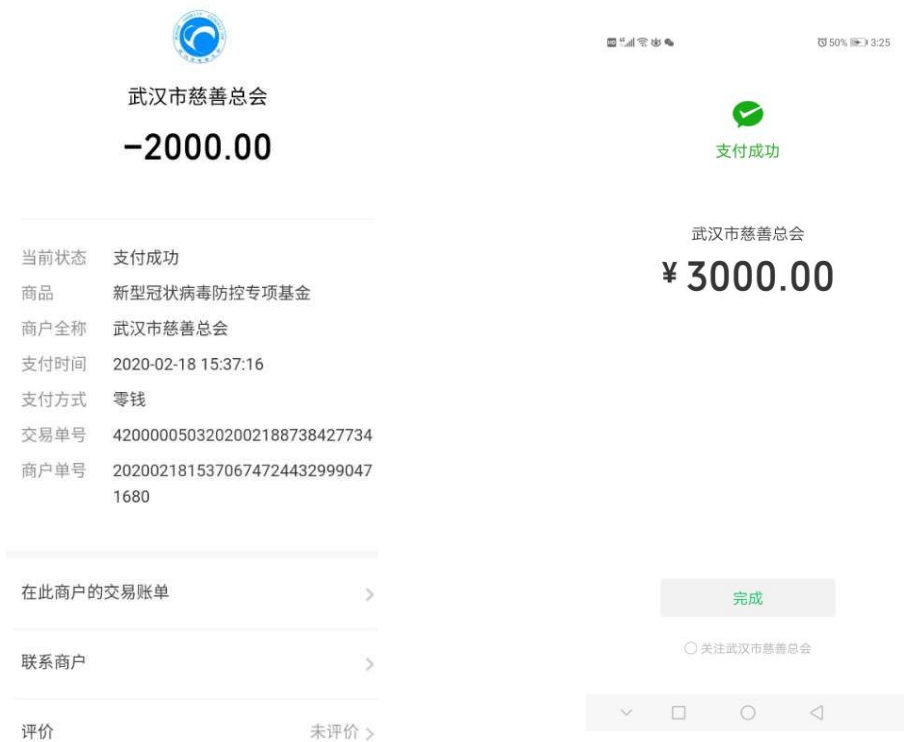 武汉市慈善总会
-2000.00
当前状态 支付成功
商品 新型冠状病毒防控专项基金
商户全称 武汉市慈善总会
支付时间 2020-02-18 15:37:16
支付方式 零钱
交易单号 4200000503202002188738427734
商户单号 20200218153706747244329990​47
1680
在此商户的交易账单
联系商户
评价 未评价
50% 3:25
支付成功
武汉市慈善总会
¥3000.00
完成
关注武汉市慈善总会